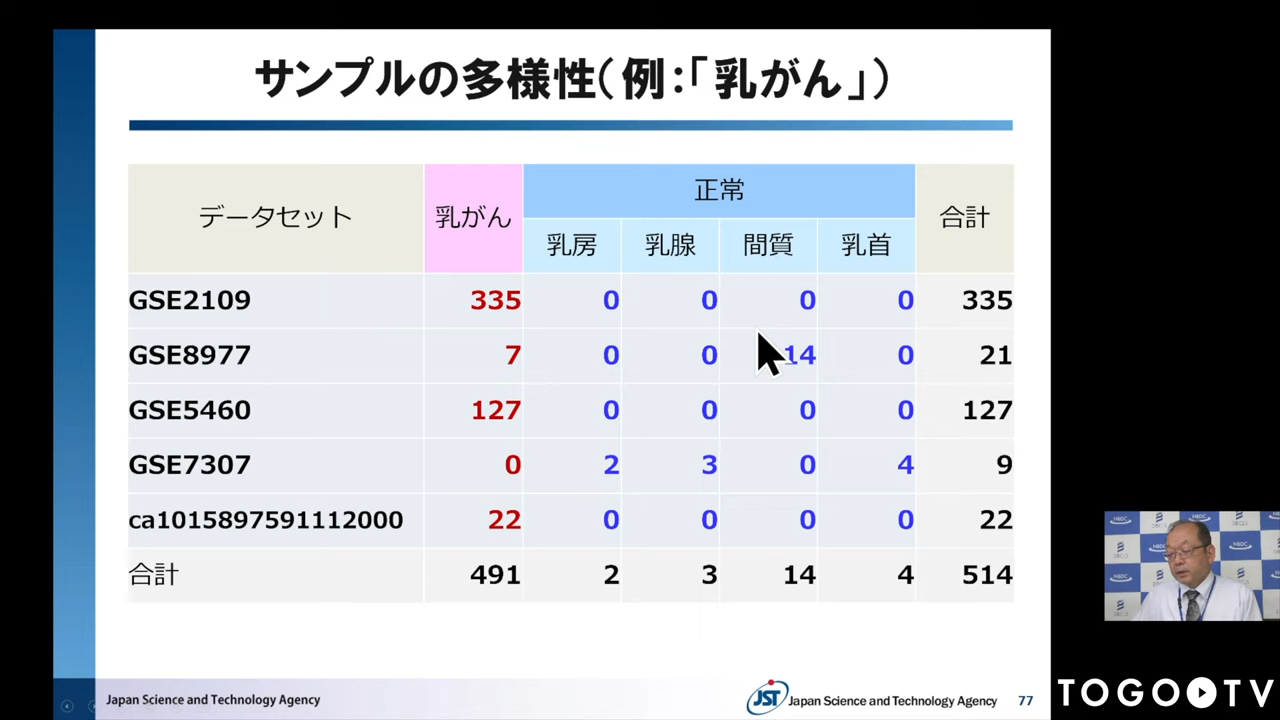 サンプルの多様性（例：「乳がん」）
データセット 乳がん 正常 合計
乳房 乳腺 間質 乳首
GSE2109 335 0 0 0 0 335
GSE8977 7 0 0 14 0 21
GSE5460 127 0 0 0 0 127
GSE7307 0 2 3 0 4 9
ca1015897591112000 22 0 0 0 0 22
合計 491 2 3 14 4 514
Japan Science and Technology Agency
JST Japan Science and Technology Agency 77
TOGO TV
NBDC